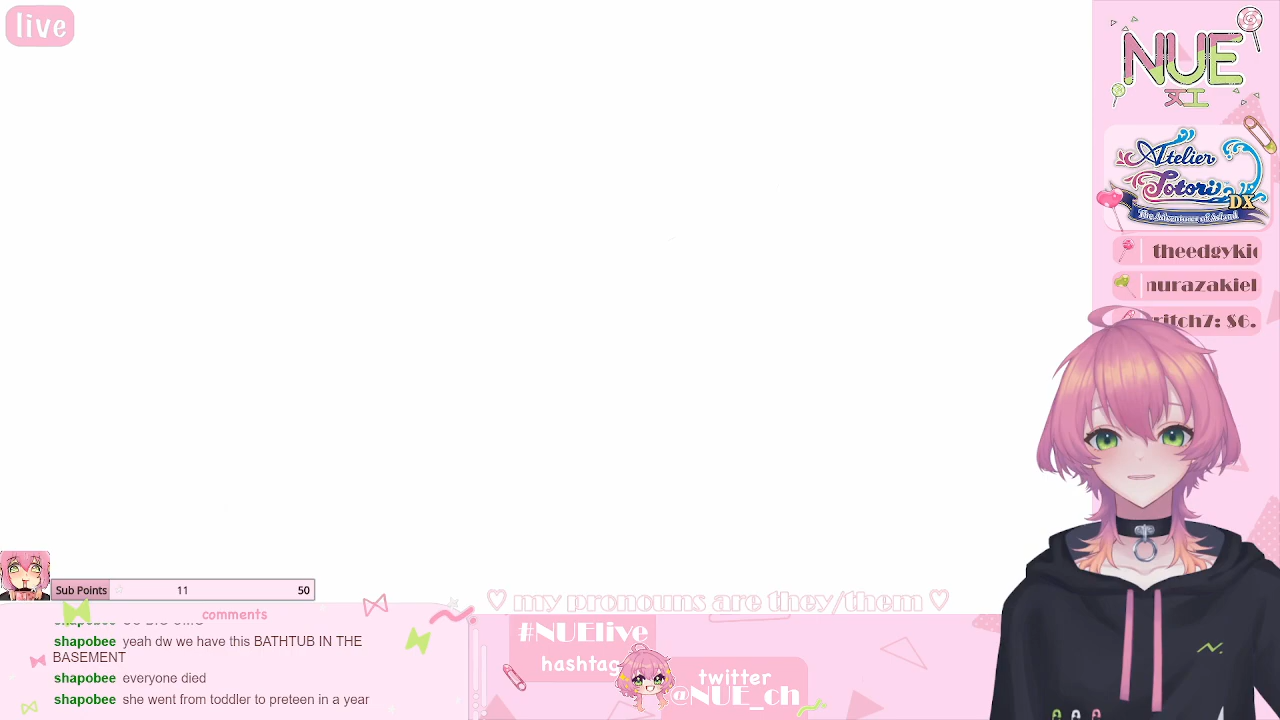 live
NUE
Atelier
Totori
DX
The Adventurer of Arland
theedgykid
nurazakiel
ritch7: $6.
Sub Points
11
50
♡ my pronouns are they/them ♡
comments
shapobee yeah dw we have this BATHTUB IN THE
BASEMENT
shapobee everyone died
shapobee she went from toddler to preteen in a year
#NUElive
hashtag
twitter
@NUE_ch